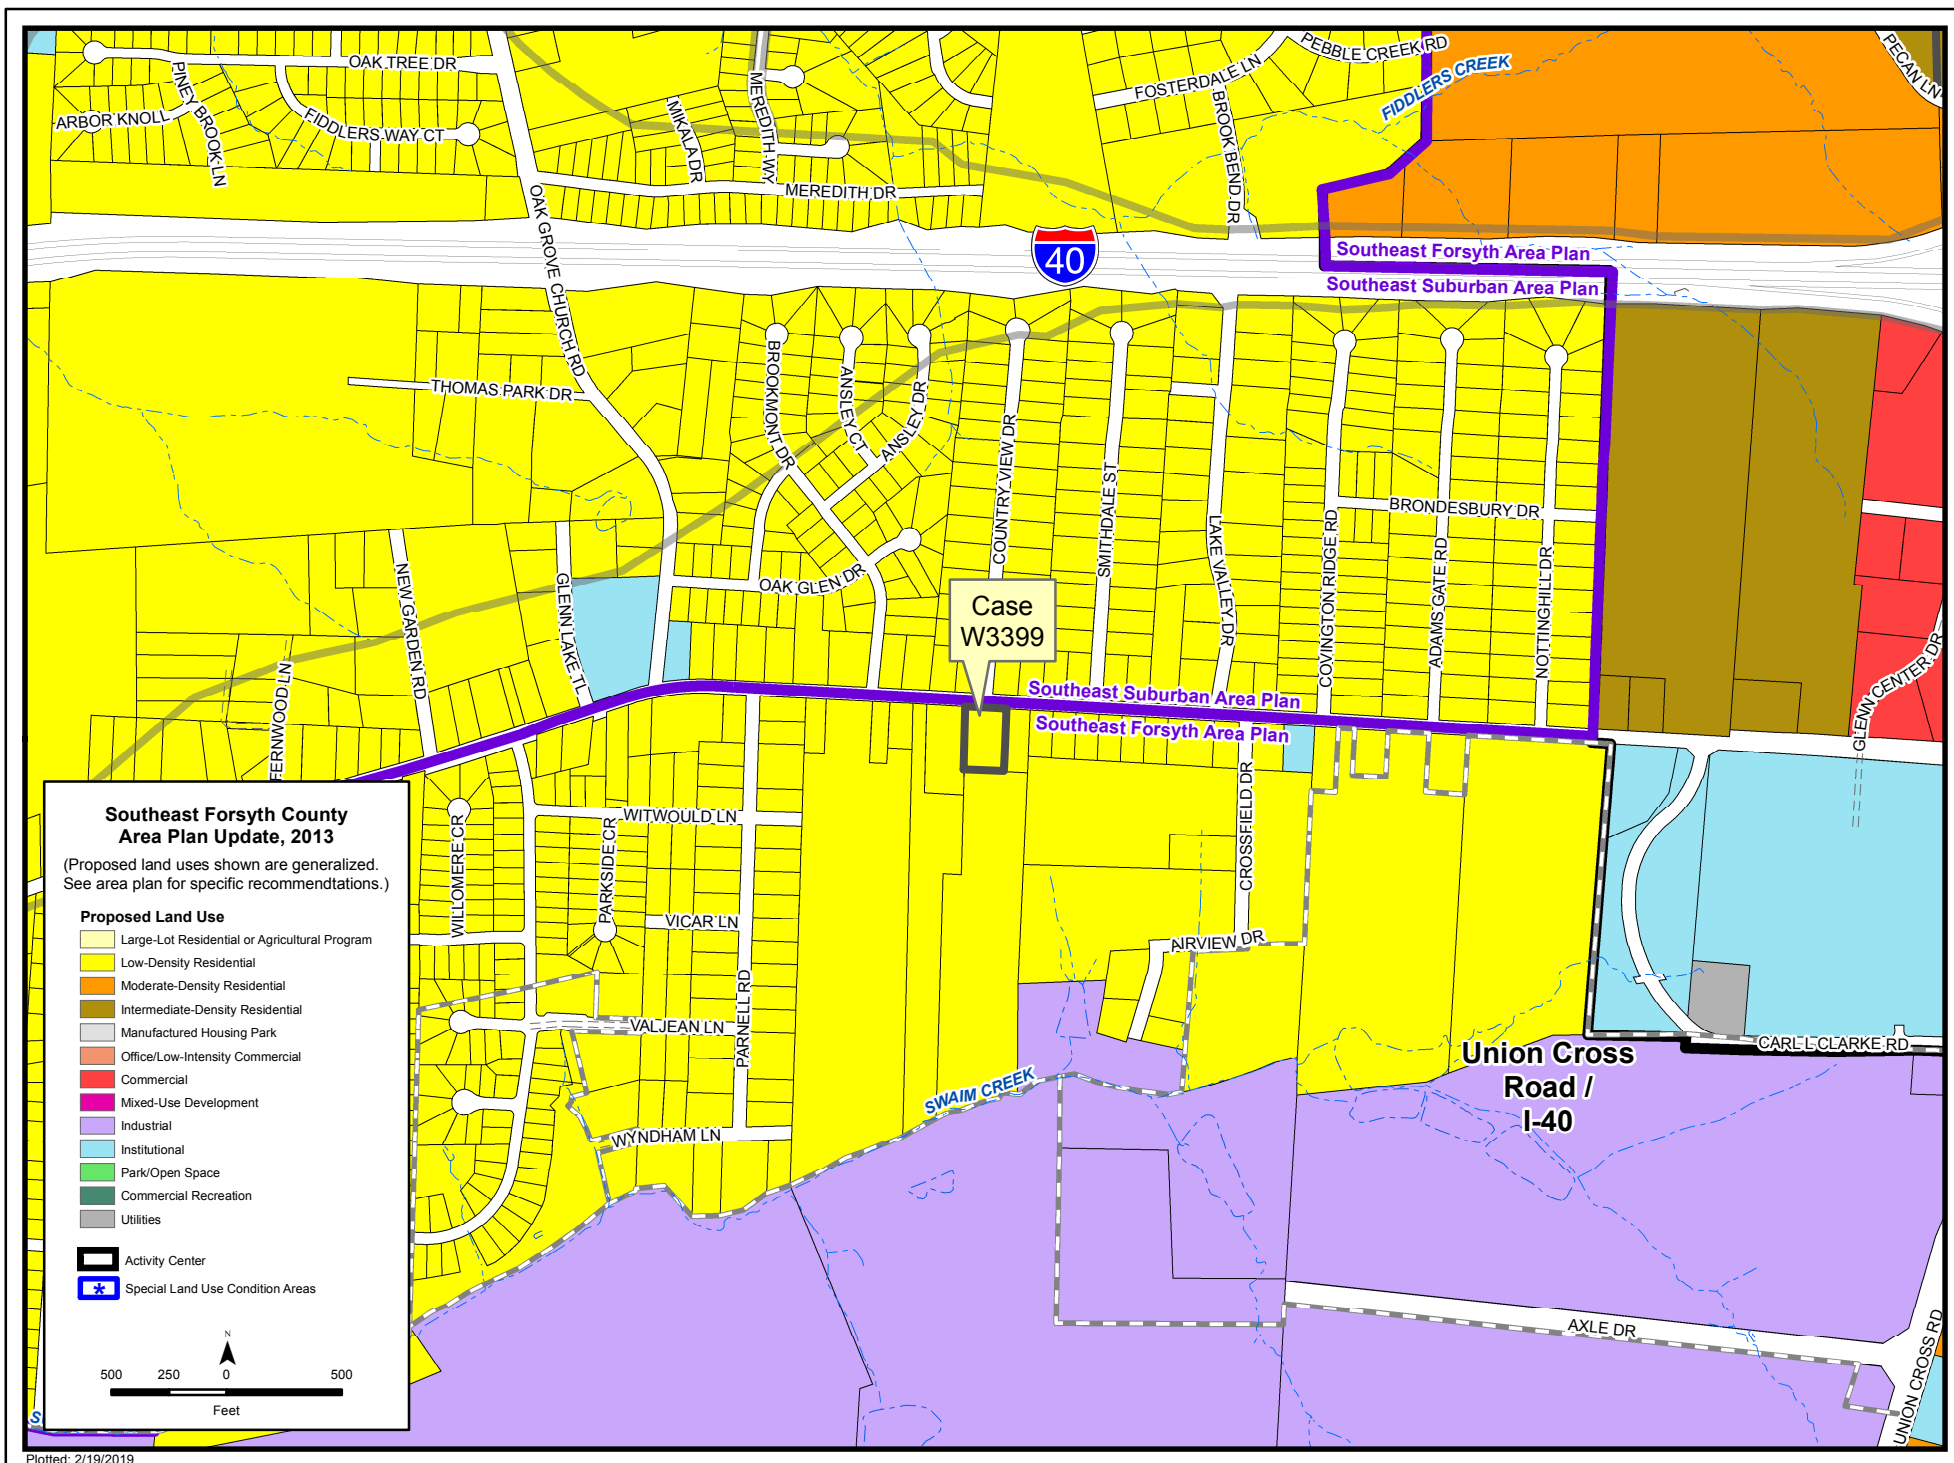 OAK TREE DR
PINEY BROOK LN
ARBOR KNOLL
FIDDLERS WAY CT
MEREDITH WY
MIKALA DR
MEREDITH DR
OAK GROVE CHURCH RD
PEBBLE CREEK RD
FOSTERDALE LN
BROOK BEND DR
FIDDLERS CREEK
PECAN LN
40
Southeast Forsyth Area Plan
Southeast Suburban Area Plan
THOMAS PARK DR
BROOKMONT DR
ANSLEY CT
ANSLEY DR
COUNTRY VIEW DR
SMITHDALE ST
LAKE VALLEY DR
COVINGTON RIDGE RD
BRONDESBURY DR
ADAMS GATE RD
NOTTINGHILL DR
OAK GLEN DR
NEW GARDEN RD
GLENN LAKE TL
FERNWOOD LN
Case
W3399
GLENN CENTER DR
Southeast Suburban Area Plan
Southeast Forsyth Area Plan
WITWOULD LN
WILLOMERE CR
PARKSIDE CR
VICAR LN
CROSSFIELD DR
AIRVIEW DR
PARNELL RD
VALJEAN LN
WYNDHAM LN
SWAIM CREEK
CARL L CLARKE RD
Union Cross
Road /
I-40
AXLE DR
UNION CROSS RD
Southeast Forsyth County
Area Plan Update, 2013
(Proposed land uses shown are generalized.
See area plan for specific recommendtations.)
Proposed Land Use
Large-Lot Residential or Agricultural Program
Low-Density Residential
Moderate-Density Residential
Intermediate-Density Residential
Manufactured Housing Park
Office/Low-Intensity Commercial
Commercial
Mixed-Use Development
Industrial
Institutional
Park/Open Space
Commercial Recreation
Utilities
Activity Center
* Special Land Use Condition Areas
N
500 250 0 500
Feet
Plotted: 2/19/2019